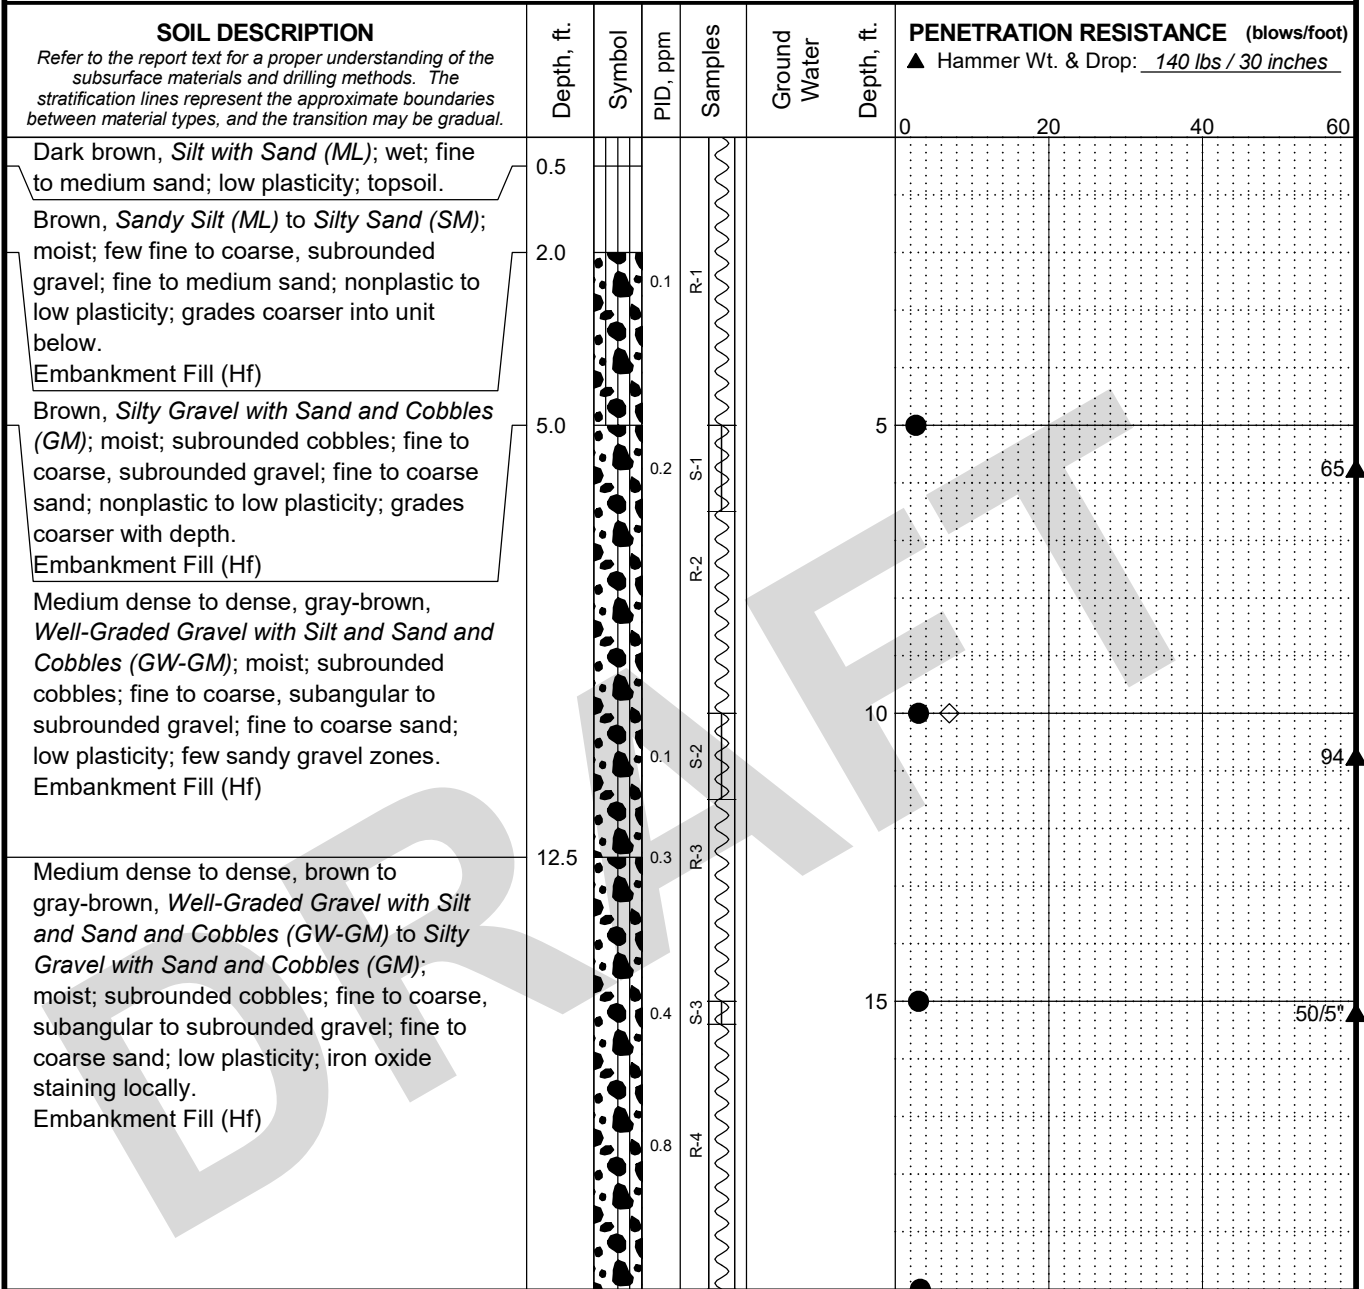 SOIL DESCRIPTION
Refer to the report text for a proper understanding of the
subsurface materials and drilling methods. The
stratification lines represent the approximate boundaries
between material types, and the transition may be gradual.
Depth, ft.
Symbol
PID, ppm
Samples
Ground
Water
Depth, ft.
PENETRATION RESISTANCE (blows/foot)
▲ Hammer Wt. & Drop: 140 lbs / 30 inches
0 20 40 60
Dark brown, Silt with Sand (ML); wet; fine
to medium sand; low plasticity; topsoil.
0.5
Brown, Sandy Silt (ML) to Silty Sand (SM);
moist; few fine to coarse, subrounded
gravel; fine to medium sand; nonplastic to
low plasticity; grades coarser into unit
below.
Embankment Fill (Hf)
2.0
0.1
R-1
Brown, Silty Gravel with Sand and Cobbles
(GM); moist; subrounded cobbles; fine to
coarse, subrounded gravel; fine to coarse
sand; nonplastic to low plasticity; grades
coarser with depth.
Embankment Fill (Hf)
5.0
0.2
S-1
5
65
R-2
Medium dense to dense, gray-brown,
Well-Graded Gravel with Silt and Sand and
Cobbles (GW-GM); moist; subrounded
cobbles; fine to coarse, subangular to
subrounded gravel; fine to coarse sand;
low plasticity; few sandy gravel zones.
Embankment Fill (Hf)
0.1
S-2
10
94
12.5
0.3
R-3
Medium dense to dense, brown to
gray-brown, Well-Graded Gravel with Silt
and Sand and Cobbles (GW-GM) to Silty
Gravel with Sand and Cobbles (GM);
moist; subrounded cobbles; fine to coarse,
subangular to subrounded gravel; fine to
coarse sand; low plasticity; iron oxide
staining locally.
Embankment Fill (Hf)
0.4
S-3
15
50/5"
0.8
R-4
DRAFT